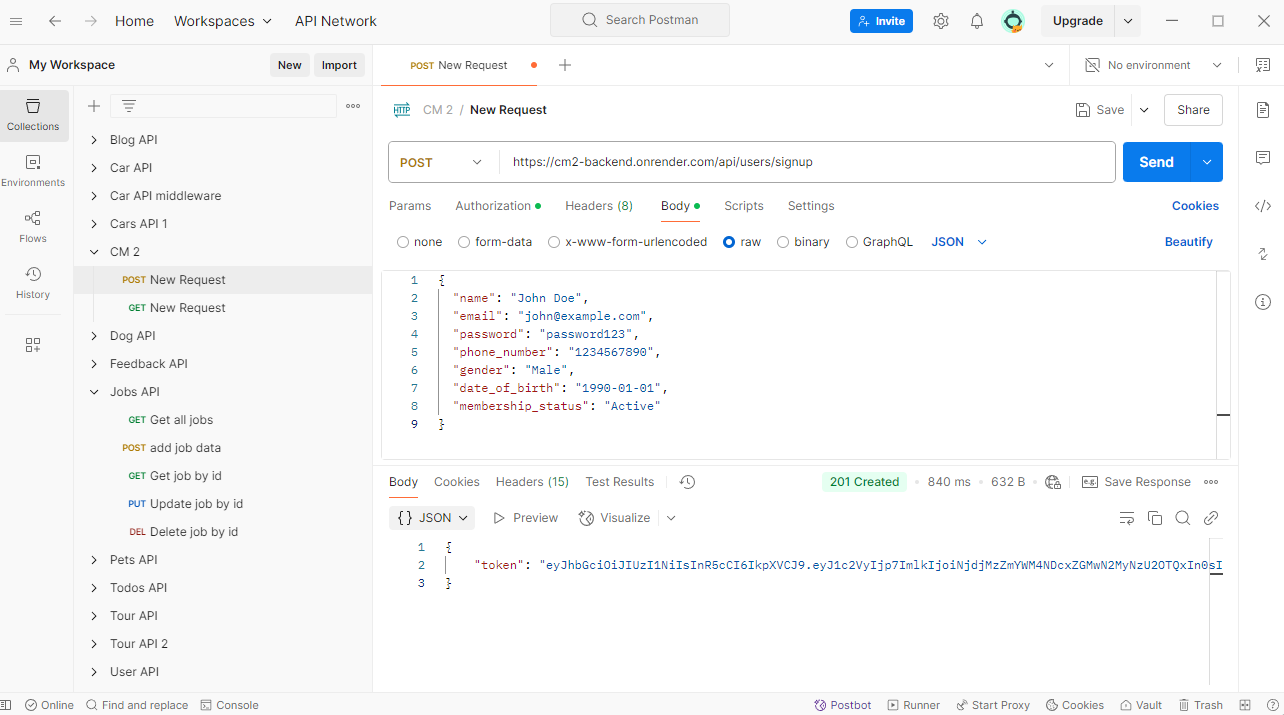 Home Workspaces API Network Search Postman Invite Upgrade
My Workspace New Import POST New Request No environment
Collections
Environments
Flows
History
Blog API
Car API
Car API middleware
Cars API 1
CM 2
POST New Request
GET New Request
Dog API
Feedback API
Jobs API
GET Get all jobs
POST add job data
GET Get job by id
PUT Update job by id
DEL Delete job by id
Pets API
Todos API
Tour API
Tour API 2
User API
HTTP CM 2 / New Request Save Share
POST https://cm2-backend.onrender.com/api/users/signup Send
Params Authorization Headers (8) Body Scripts Settings Cookies
none form-data x-www-form-urlencoded raw binary GraphQL JSON Beautify
1 {
2 "name": "John Doe",
3 "email": "john@example.com",
4 "password": "password123",
5 "phone_number": "1234567890",
6 "gender": "Male",
7 "date_of_birth": "1990-01-01",
8 "membership_status": "Active"
9 }
Body Cookies Headers (15) Test Results 201 Created 840 ms 632 B Save Response
{} JSON Preview Visualize
1 {
2 "token": "eyJhbGciOiJIUzI1NiIsInR5cCI6IkpXVCJ9.eyJ1c2VyIjp7ImlkIjoiNjdjMzZmYWM4NDcxZGMwN2MyNzU2OTQxIn0sI
3 }
Online Find and replace Console Postbot Runner Start Proxy Cookies Vault Trash